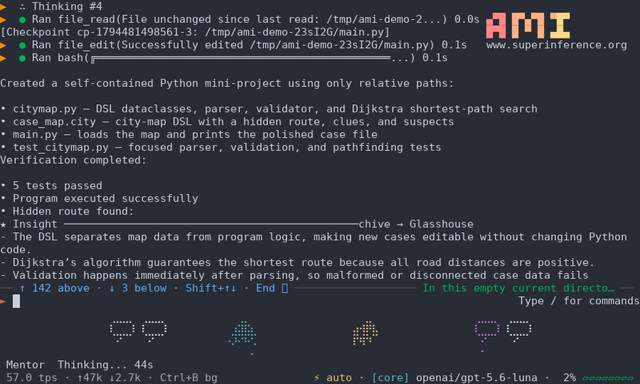 ▶ ∴ Thinking #4
▶ ● Ran file_read(File unchanged since last read: /tmp/ami-demo-2...) 0.0s
AMI
[Checkpoint cp-1794481498561-3: /tmp/ami-demo-23sI2G/main.py]
▶ ● Ran file_edit(Successfully edited /tmp/ami-demo-23sI2G/main.py) 0.1s
www.superinference.org
▶ ● Ran bash(╔═══════════════════════════════════════...) 0.1s
Created a self-contained Python mini-project using only relative paths:
• citymap.py — DSL dataclasses, parser, validator, and Dijkstra shortest-path search
• case_map.city — city-map DSL with a hidden route, clues, and suspects
• main.py — loads the map and prints the polished case file
• test_citymap.py — focused parser, validation, and pathfinding tests
Verification completed:
• 5 tests passed
• Program executed successfully
• Hidden route found:
★ Insight ─────────────────────────────────────────chive → Glasshouse
- The DSL separates map data from program logic, making new cases editable without changing Python
code.
- Dijkstra’s algorithm guarantees the shortest route because all road distances are positive.
- Validation happens immediately after parsing, so malformed or disconnected case data fails
── ↑ 142 above · ↓ 3 below · Shift+↑↓ · End ── In this empty current directo… ──
► Type / for commands
Mentor Thinking... 44s
57.0 tps · ↑47k ↓2.7k · Ctrl+B bg
⚡ auto · [core] openai/gpt-5.6-luna · 2%